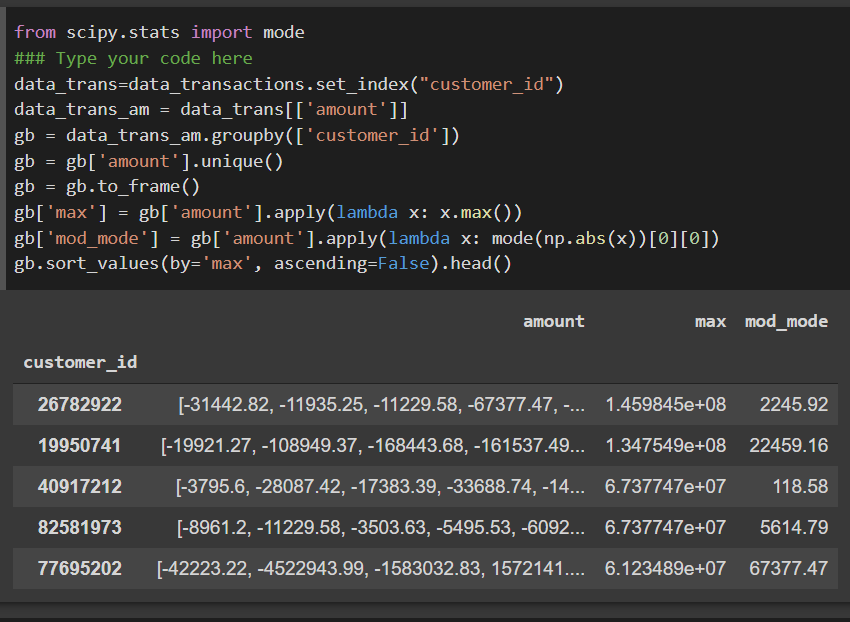 from scipy.stats import mode
### Type your code here
data_trans=data_transactions.set_index("customer_id")
data_trans_am = data_trans[['amount']]
gb = data_trans_am.groupby(['customer_id'])
gb = gb['amount'].unique()
gb = gb.to_frame()
gb['max'] = gb['amount'].apply(lambda x: x.max())
gb['mod_mode'] = gb['amount'].apply(lambda x: mode(np.abs(x))[0][0])
gb.sort_values(by='max', ascending=False).head()
amount max mod_mode
customer_id
26782922 [-31442.82, -11935.25, -11229.58, -67377.47, -... 1.459845e+08 2245.92
19950741 [-19921.27, -108949.37, -168443.68, -161537.49... 1.347549e+08 22459.16
40917212 [-3795.6, -28087.42, -17383.39, -33688.74, -14... 6.737747e+07 118.58
82581973 [-8961.2, -11229.58, -3503.63, -5495.53, -6092... 6.737747e+07 5614.79
77695202 [-42223.22, -4522943.99, -1583032.83, 1572141.... 6.123489e+07 67377.47